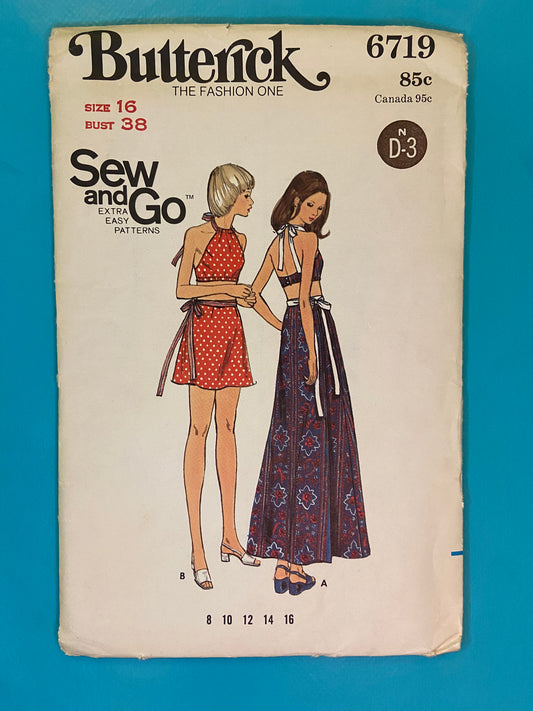 Butterick
THE FASHION ONE
6719
85c
Canada 95c
SIZE 16
BUST 38
N
D-3
Sew
and
Go™
EXTRA
EASY
PATTERNS
B
A
8 10 12 14 16